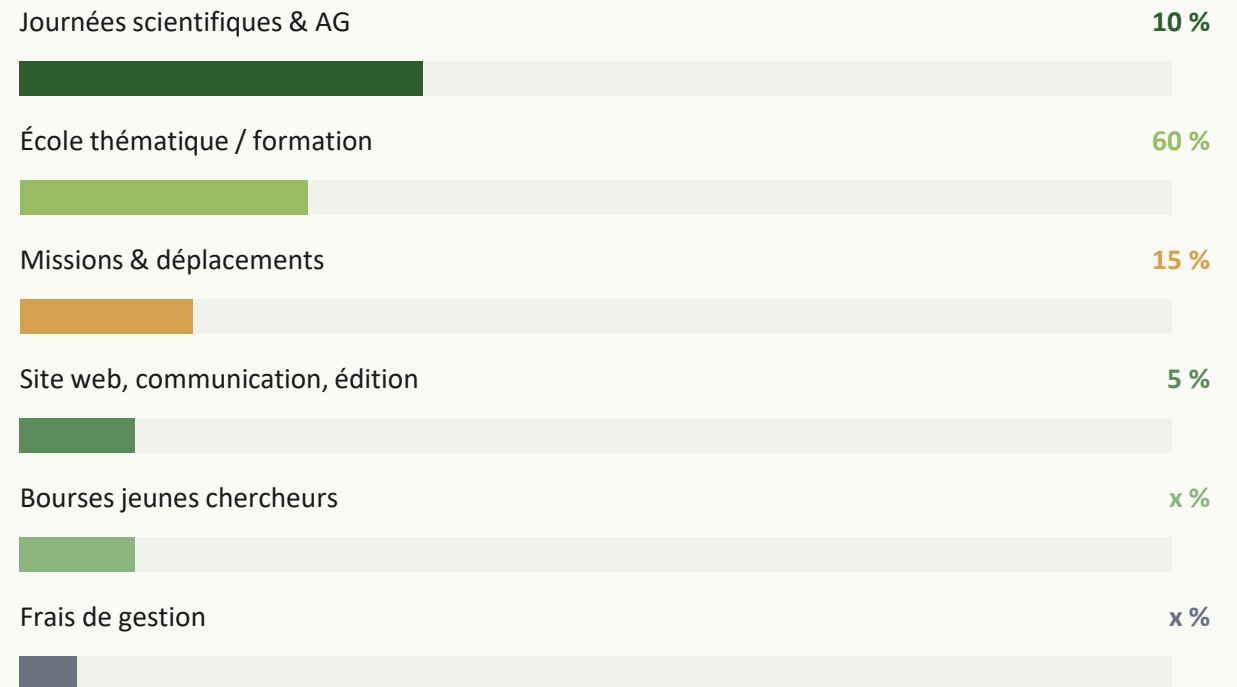 Journées scientifiques & AG 10 %
École thématique / formation 60 %
Missions & déplacements 15 %
Site web, communication, édition 5 %
Bourses jeunes chercheurs x %
Frais de gestion x %